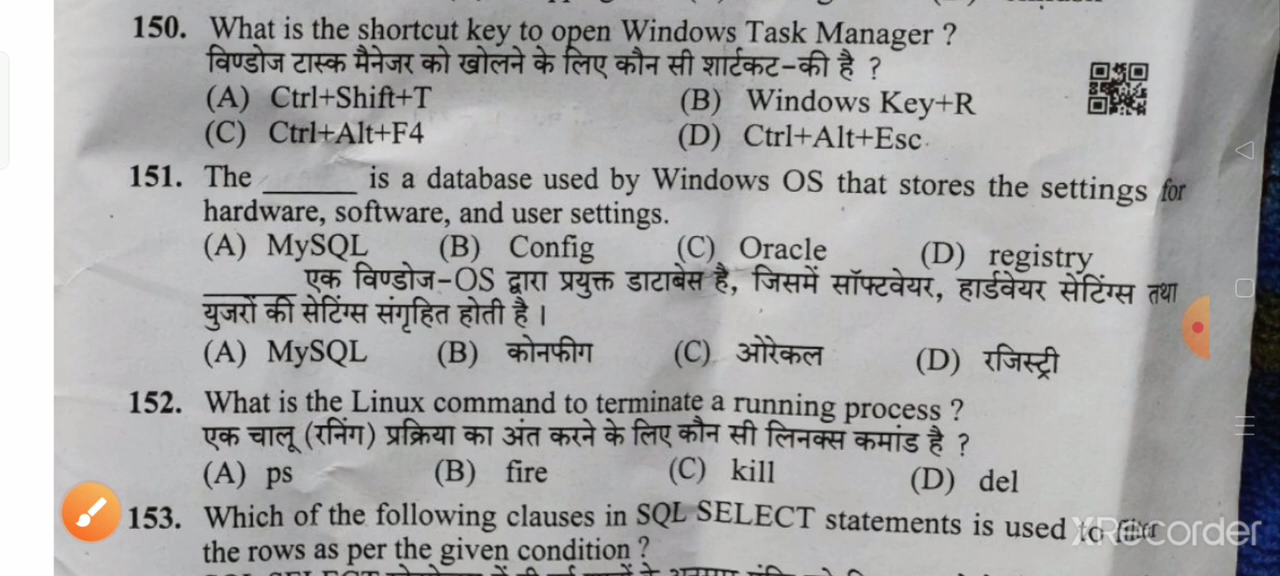 150. What is the shortcut key to open Windows Task Manager ?
विण्डोज टास्क मैनेजर को खोलने के लिए कौन सी शार्टकट-की है ?
(A) Ctrl+Shift+T (B) Windows Key+R
(C) Ctrl+Alt+F4 (D) Ctrl+Alt+Esc
151. The ______ is a database used by Windows OS that stores the settings for
hardware, software, and user settings.
(A) MySQL (B) Config (C) Oracle (D) registry
______ एक विण्डोज-OS द्वारा प्रयुक्त डाटाबेस है, जिसमें सॉफ्टवेयर, हार्डवेयर सेटिंग्स तथा
युजरों की सेटिंग्स संगृहित होती है ।
(A) MySQL (B) कोनफीग (C) ओरेकल (D) रजिस्ट्री
152. What is the Linux command to terminate a running process ?
एक चालू (रनिंग) प्रक्रिया का अंत करने के लिए कौन सी लिनक्स कमांड है ?
(A) ps (B) fire (C) kill (D) del
153. Which of the following clauses in SQL SELECT statements is used to filter
the rows as per the given condition ?
XRecorder